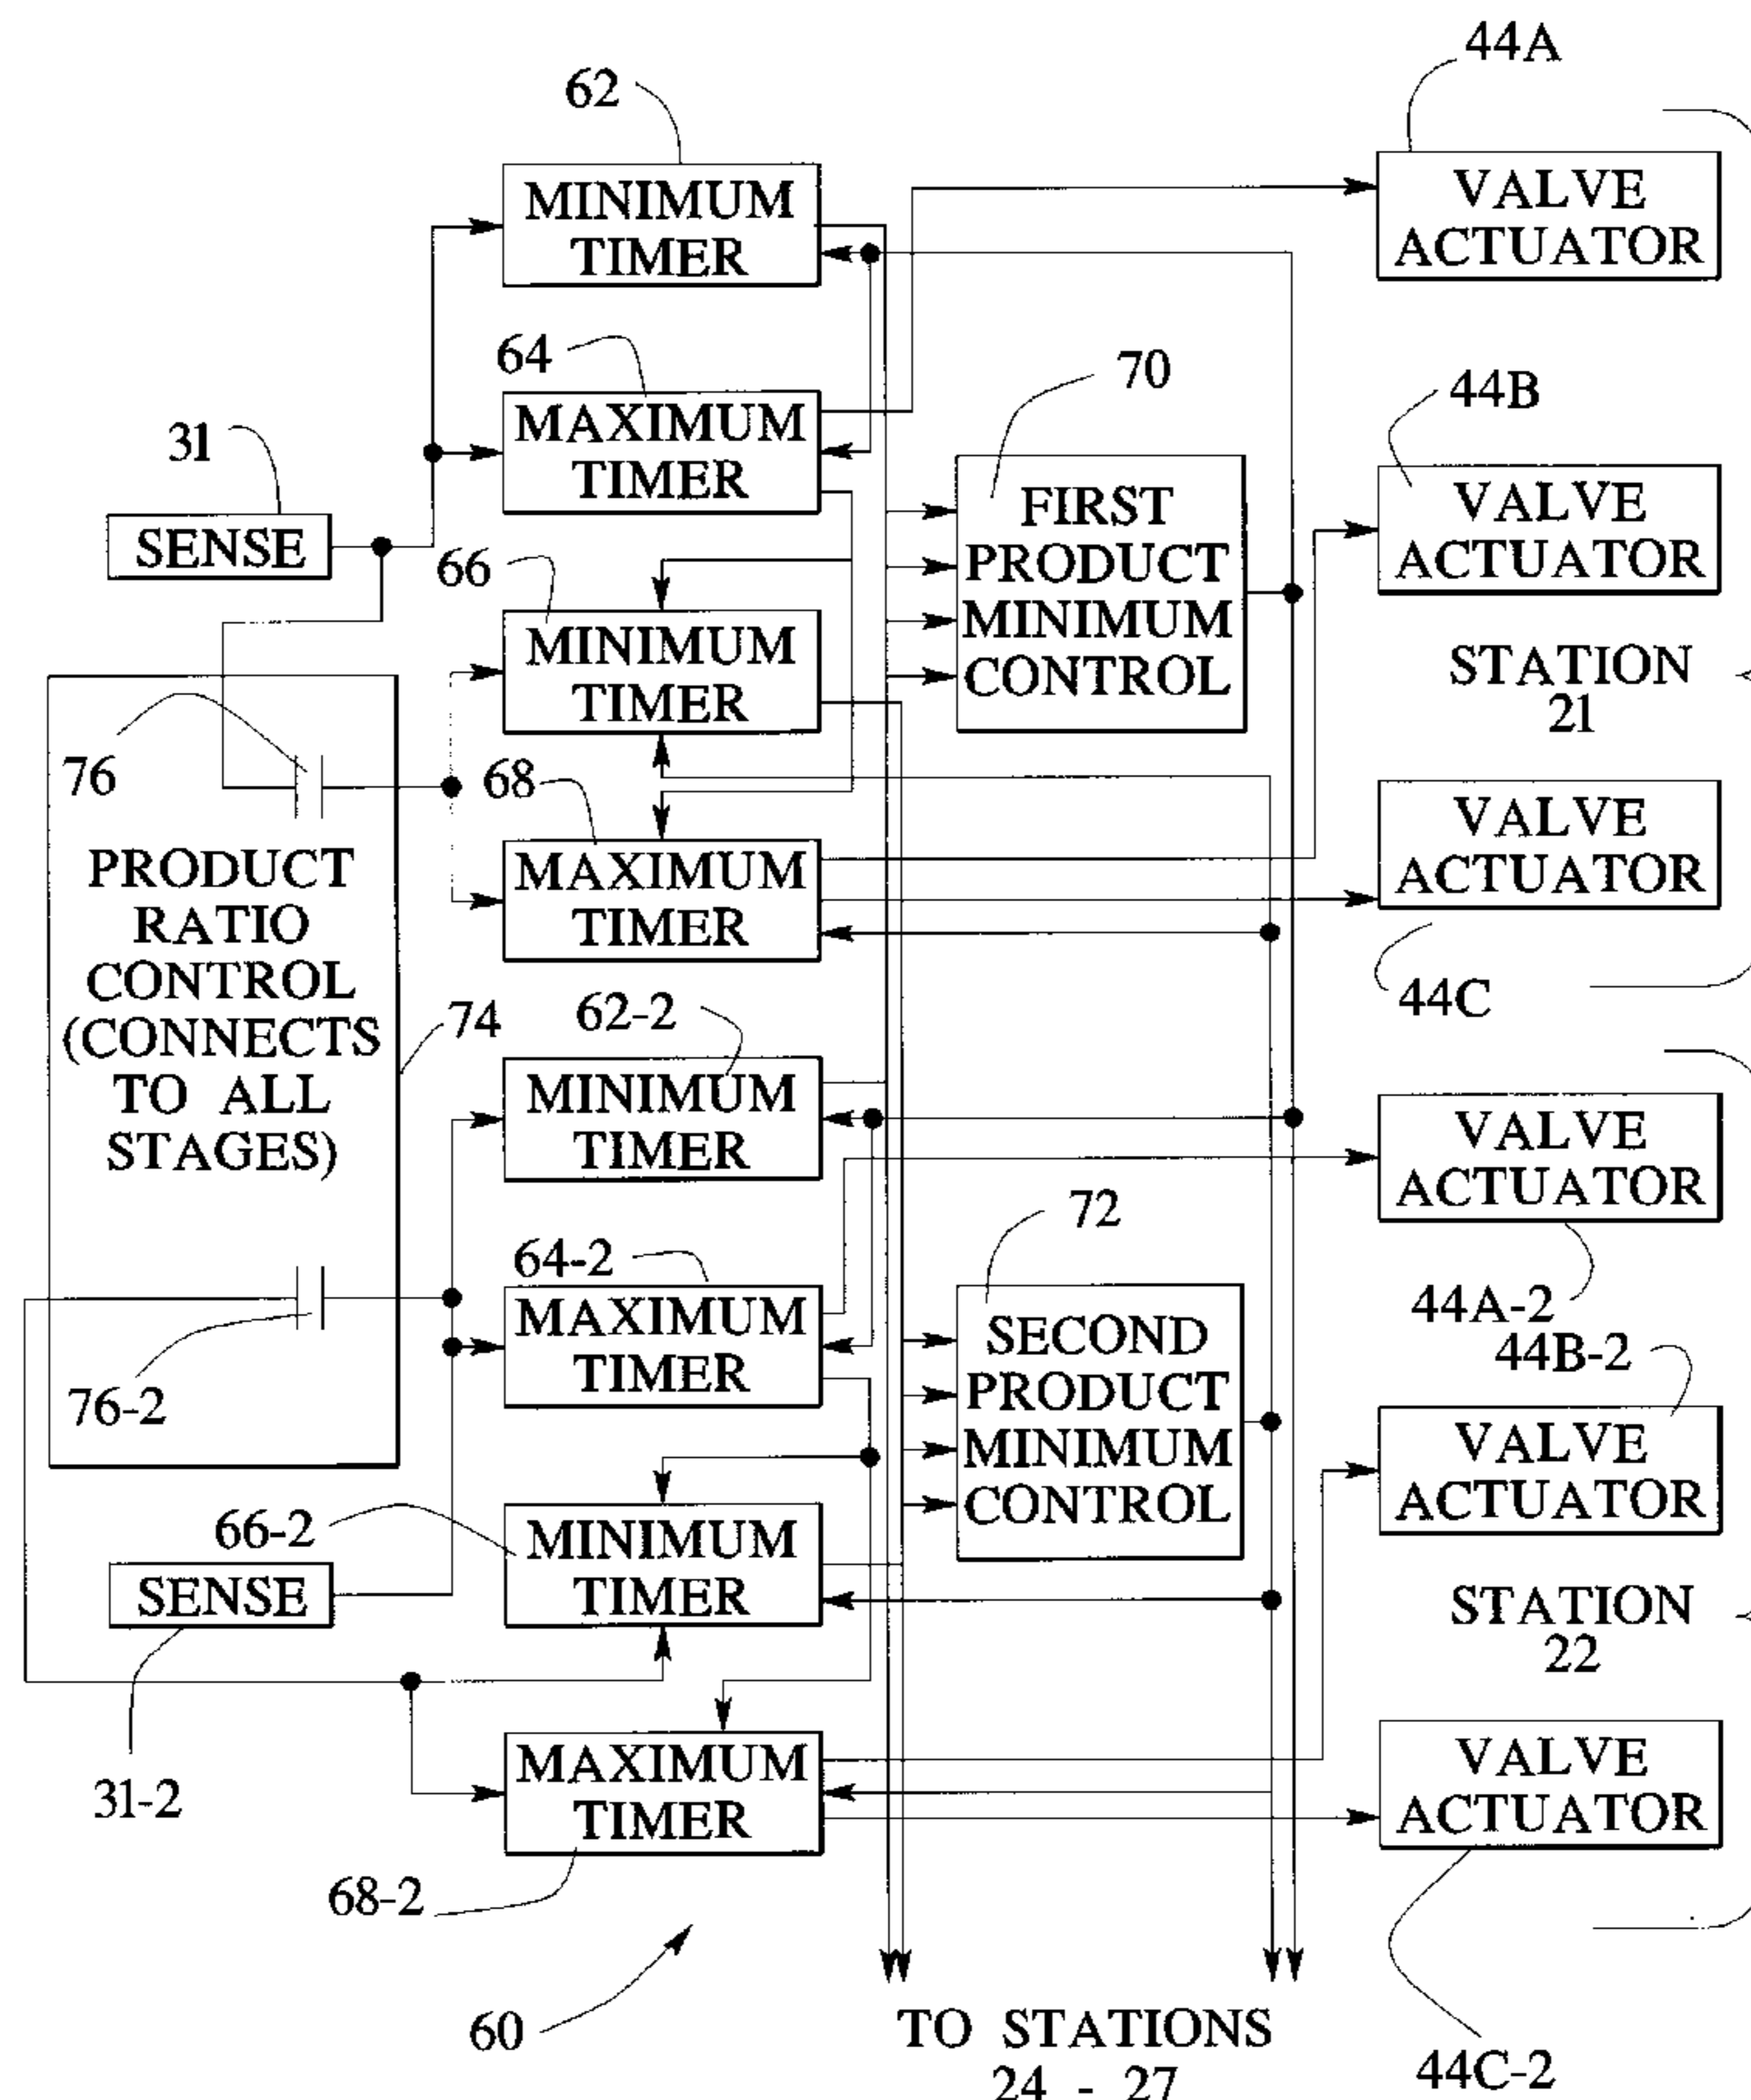 44A
62
MINIMUM
TIMER
VALVE
ACTUATOR
64
MAXIMUM
TIMER
70
44B
31
SENSE
FIRST
PRODUCT
MINIMUM
CONTROL
VALVE
ACTUATOR
66
MINIMUM
TIMER
STATION
21
76
68
MAXIMUM
TIMER
VALVE
ACTUATOR
44C
PRODUCT
RATIO
CONTROL
(CONNECTS
TO ALL
STAGES)
74
62-2
MINIMUM
TIMER
VALVE
ACTUATOR
44A-2
72
64-2
MAXIMUM
TIMER
76-2
SECOND
PRODUCT
MINIMUM
CONTROL
44B-2
VALVE
ACTUATOR
66-2
MINIMUM
TIMER
SENSE
31-2
STATION
22
MAXIMUM
TIMER
68-2
VALVE
ACTUATOR
44C-2
60
TO STATIONS
24 - 27